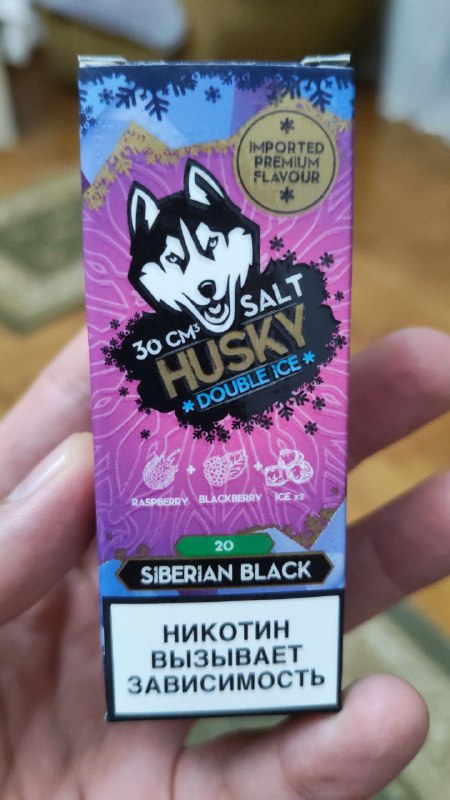 IMPORTED
PREMIUM
FLAVOUR
30 CM³ SALT
HUSKY
DOUBLE ICE
RASPBERRY + BLACKBERRY + ICE x2
20
SIBERIAN BLACK
НИКОТИН
ВЫЗЫВАЕТ
ЗАВИСИМОСТЬ